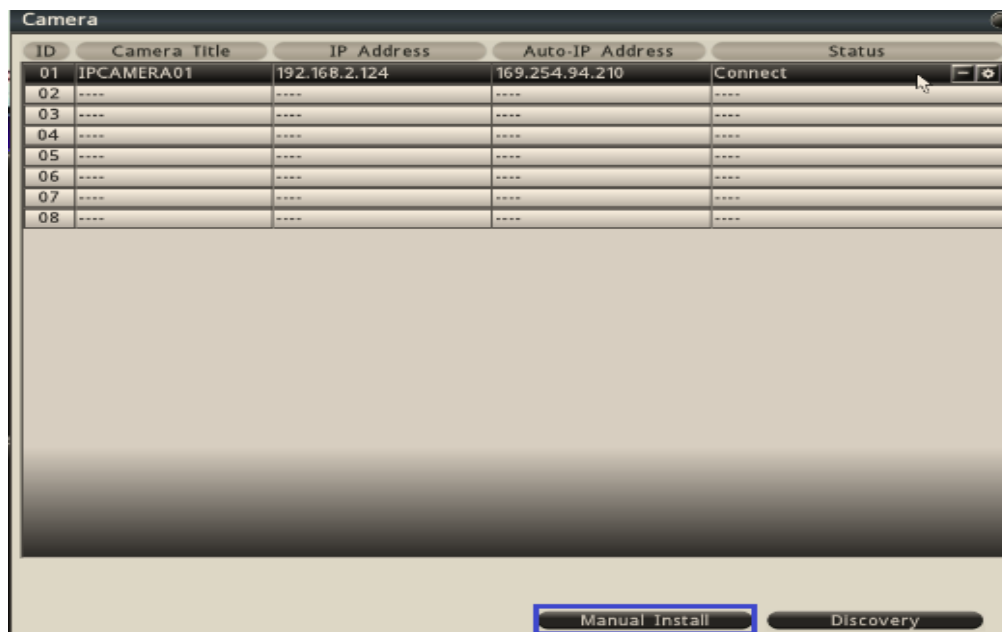 Camera
ID Camera Title IP Address Auto-IP Address Status
01 IPCAMERA01 192.168.2.124 169.254.94.210 Connect
02 ---- ---- ---- ----
03 ---- ---- ---- ----
04 ---- ---- ---- ----
05 ---- ---- ---- ----
06 ---- ---- ---- ----
07 ---- ---- ---- ----
08 ---- ---- ---- ----
Manual Install Discovery